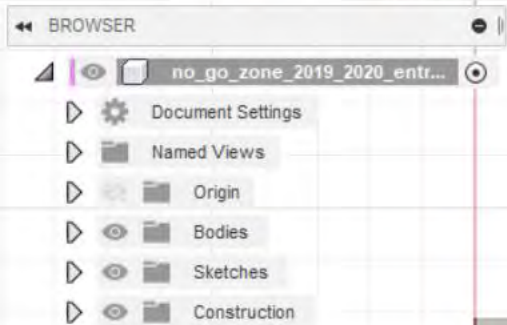 BROWSER
no_go_zone_2019_2020_entr...
Document Settings
Named Views
Origin
Bodies
Sketches
Construction